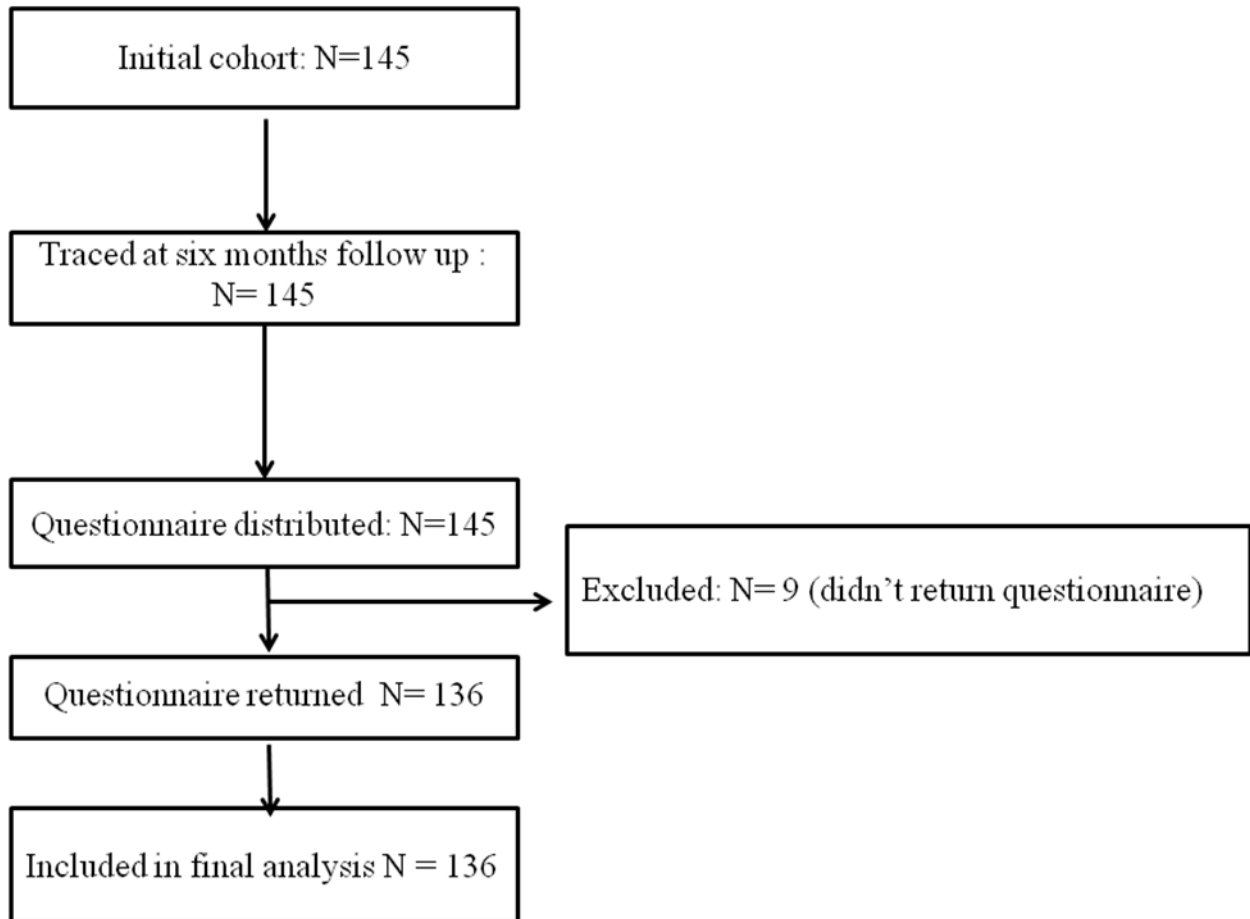 Initial cohort: N=145
Traced at six months follow up :
N= 145
Questionnaire distributed: N=145
Excluded: N= 9 (didn’t return questionnaire)
Questionnaire returned  N= 136
Included in final analysis N = 136